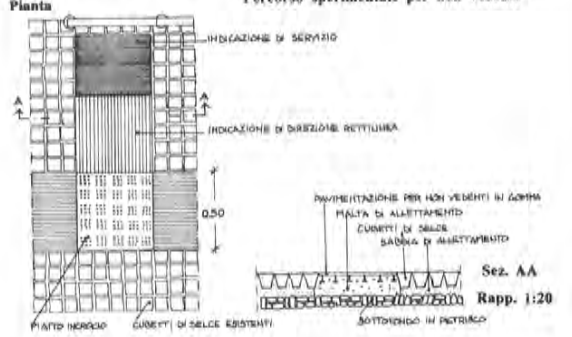 Pianta
Percorso sperimentale per non vedenti
INDICAZIONE DI SERVIZIO
A A
INDICAZIONE DI DIREZIONE RETTILINEA
0.50
PAVIMENTAZIONE PER NON VEDENTI IN GOMMA
MALTA DI ALLETTAMENTO
CUBETTI DI SELCE
SABBIA DI ALLETTAMENTO
Sez. AA
Rapp. 1:20
PIATTO INCROCIO
CUBETTI DI SELCE ESISTENTI
SOTTOFONDO IN PIETRISCO